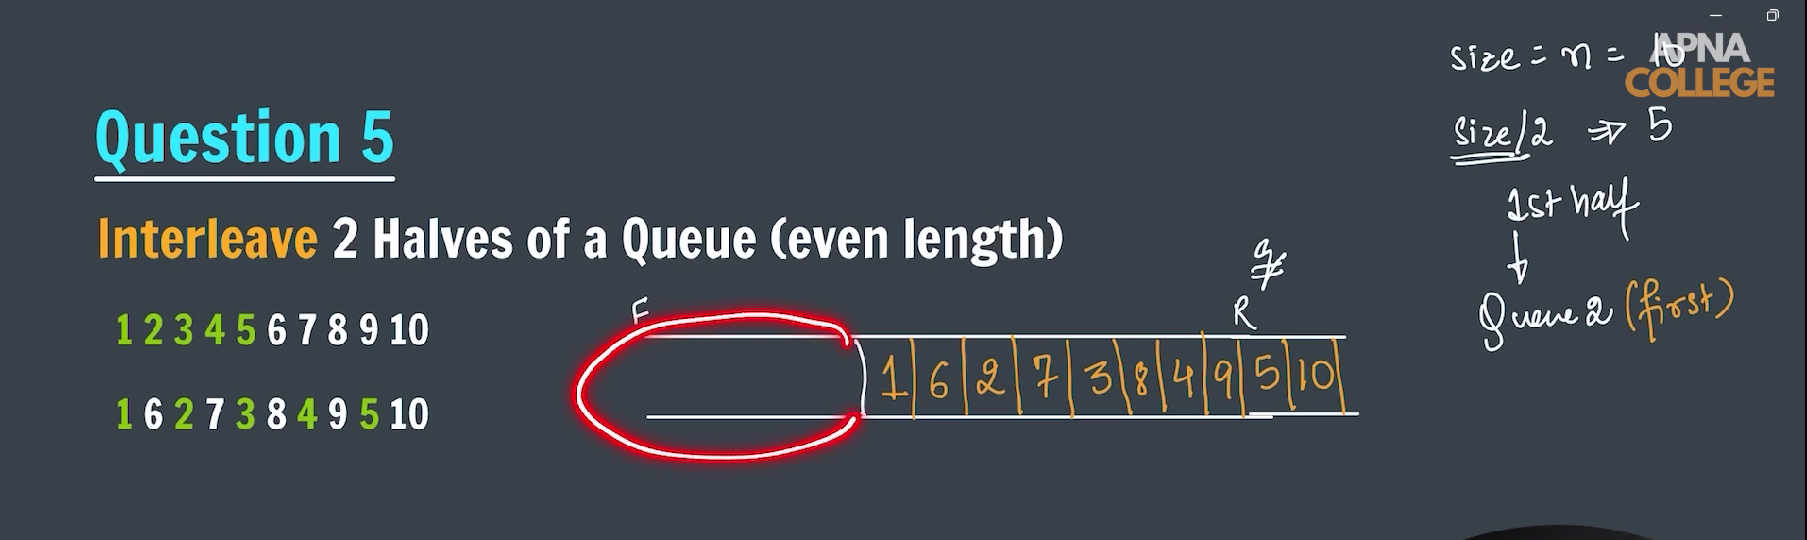 Question 5
Interleave 2 Halves of a Queue (even length)
1 2 3 4 5 6 7 8 9 10
1 6 2 7 3 8 4 9 5 10
F
R
1 6 2 7 3 8 4 9 5 10
size = n = 10
APNA
COLLEGE
size/2 ⇒ 5
1st half
↓
Queue 2 (first)